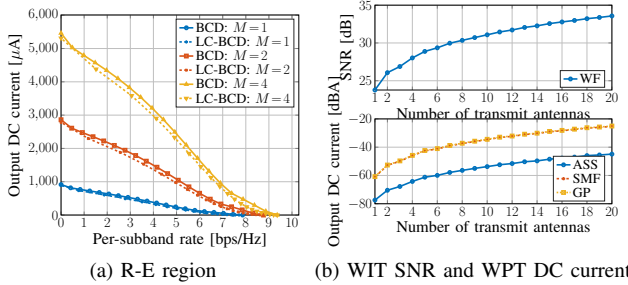 6,000
5,000
4,000
3,000
2,000
1,000
0
0 1 2 3 4 5 6 7 8 9 10
Output DC current [μA]
Per-subband rate [bps/Hz]
BCD: M = 1
LC-BCD: M = 1
BCD: M = 2
LC-BCD: M = 2
BCD: M = 4
LC-BCD: M = 4
(a) R-E region
SNR [dB]
35
30
25
1 2 4 6 8 10 12 14 16 18 20
Number of transmit antennas
WF
Output DC current [dBA]
−20
−40
−60
−80
1 2 4 6 8 10 12 14 16 18 20
Number of transmit antennas
ASS
SMF
GP
(b) WIT SNR and WPT DC current